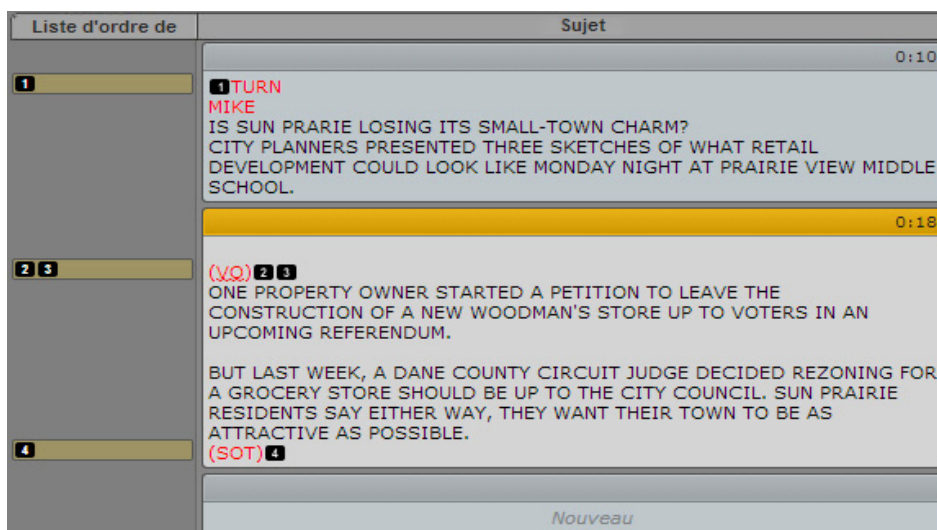 Liste d'ordre de Sujet
0:10
1 1TURN
MIKE
IS SUN PRARIE LOSING ITS SMALL-TOWN CHARM?
CITY PLANNERS PRESENTED THREE SKETCHES OF WHAT RETAIL
DEVELOPMENT COULD LOOK LIKE MONDAY NIGHT AT PRAIRIE VIEW MIDDLE
SCHOOL.
0:18
2 3 (VO)2 3
ONE PROPERTY OWNER STARTED A PETITION TO LEAVE THE
CONSTRUCTION OF A NEW WOODMAN'S STORE UP TO VOTERS IN AN
UPCOMING REFERENDUM.
BUT LAST WEEK, A DANE COUNTY CIRCUIT JUDGE DECIDED REZONING FOR
A GROCERY STORE SHOULD BE UP TO THE CITY COUNCIL. SUN PRAIRIE
RESIDENTS SAY EITHER WAY, THEY WANT THEIR TOWN TO BE AS
ATTRACTIVE AS POSSIBLE.
4 (SOT)4
Nouveau